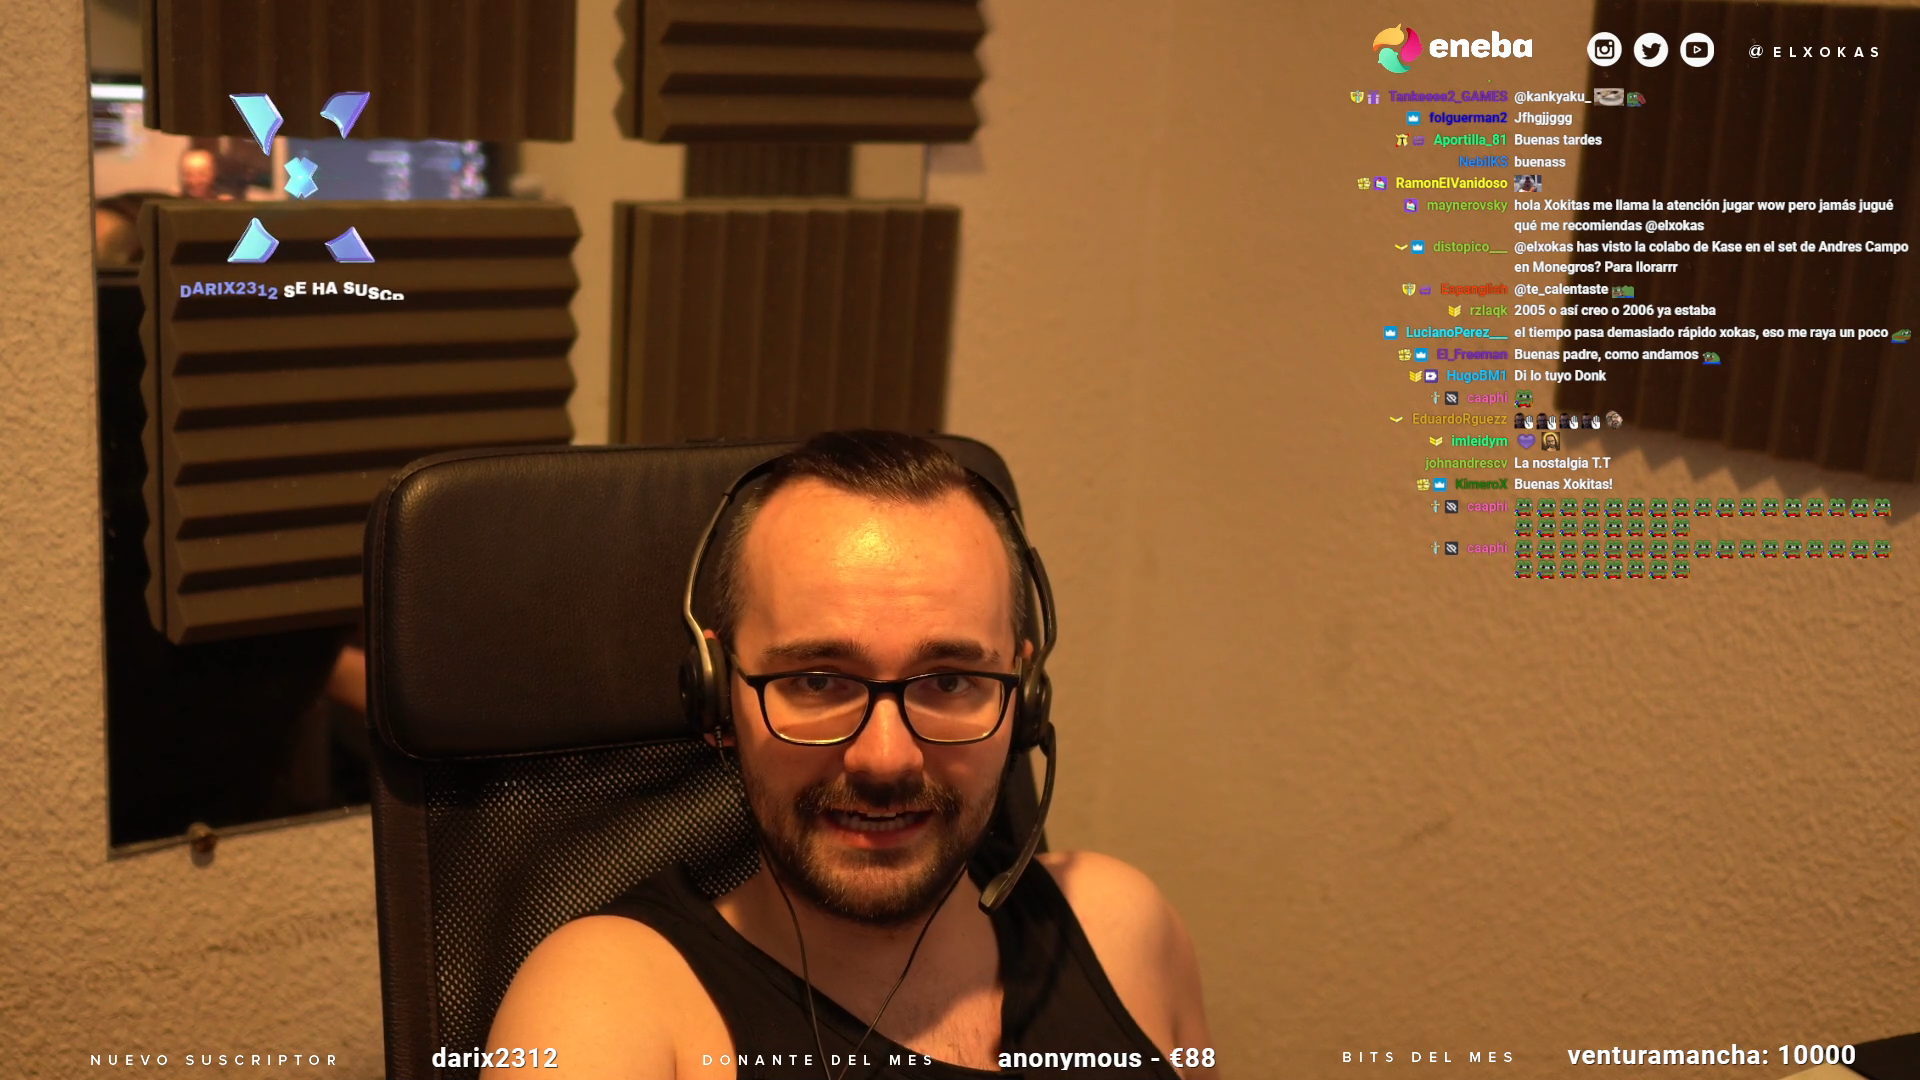 eneba
@ELXOKAS
Tankeeee2_GAMES @kankyaku_
folguerman2 Jfhgjjggg
Aportilla_81 Buenas tardes
NebilKS buenass
RamonElVanidoso
maynerovsky hola Xokitas me llama la atención jugar wow pero jamás jugué
qué me recomiendas @elxokas
distopico___ @elxokas has visto la colabo de Kase en el set de Andres Campo
en Monegros? Para llorarrr
Espenglish @te_calentaste
rzlaqk 2005 o así creo o 2006 ya estaba
LucianoPerez___ el tiempo pasa demasiado rápido xokas, eso me raya un poco
El_Freeman Buenas padre, como andamos
HugoBM1 Di lo tuyo Donk
caaphi
EduardoRguezz
imleidym
johnandrescv La nostalgia T.T
KimeroX Buenas Xokitas!
caaphi
caaphi
DARIX2312 SE HA SUSCR
NUEVO SUSCRIPTOR darix2312 DONANTE DEL MES anonymous - €88 BITS DEL MES venturamancha: 10000